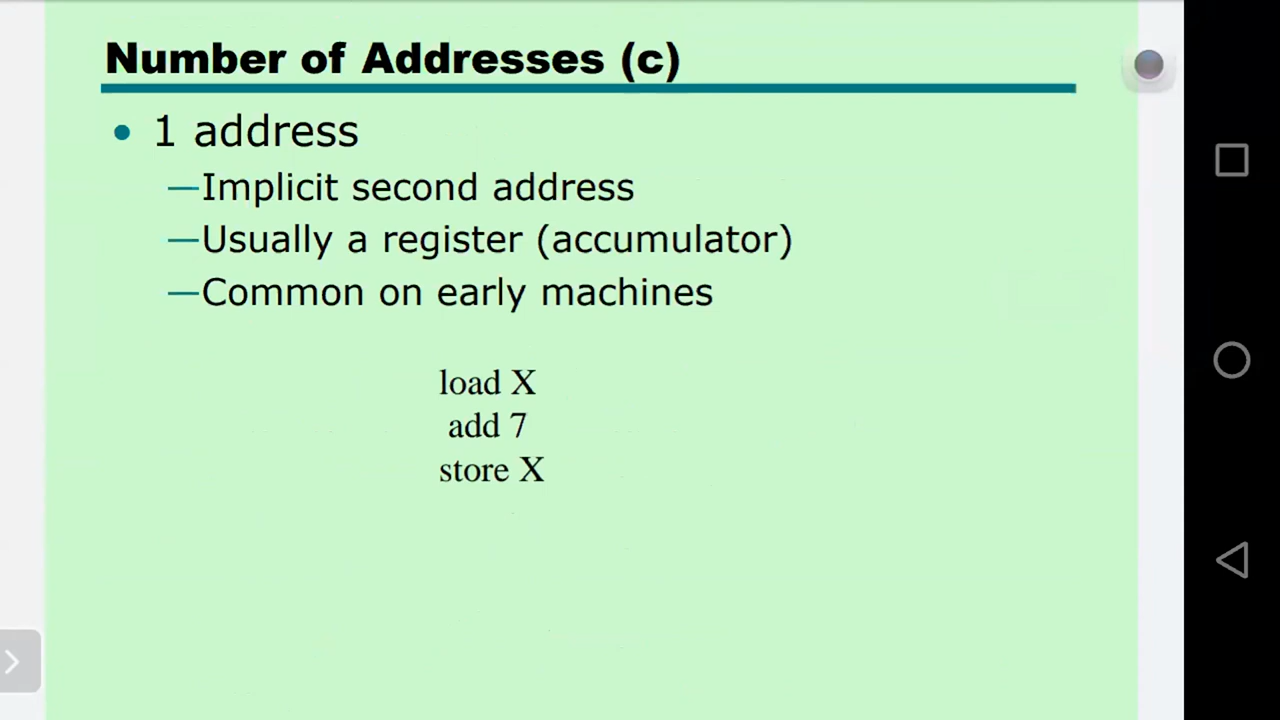 Number of Addresses (c)
• 1 address
—Implicit second address
—Usually a register (accumulator)
—Common on early machines
load X
add 7
store X